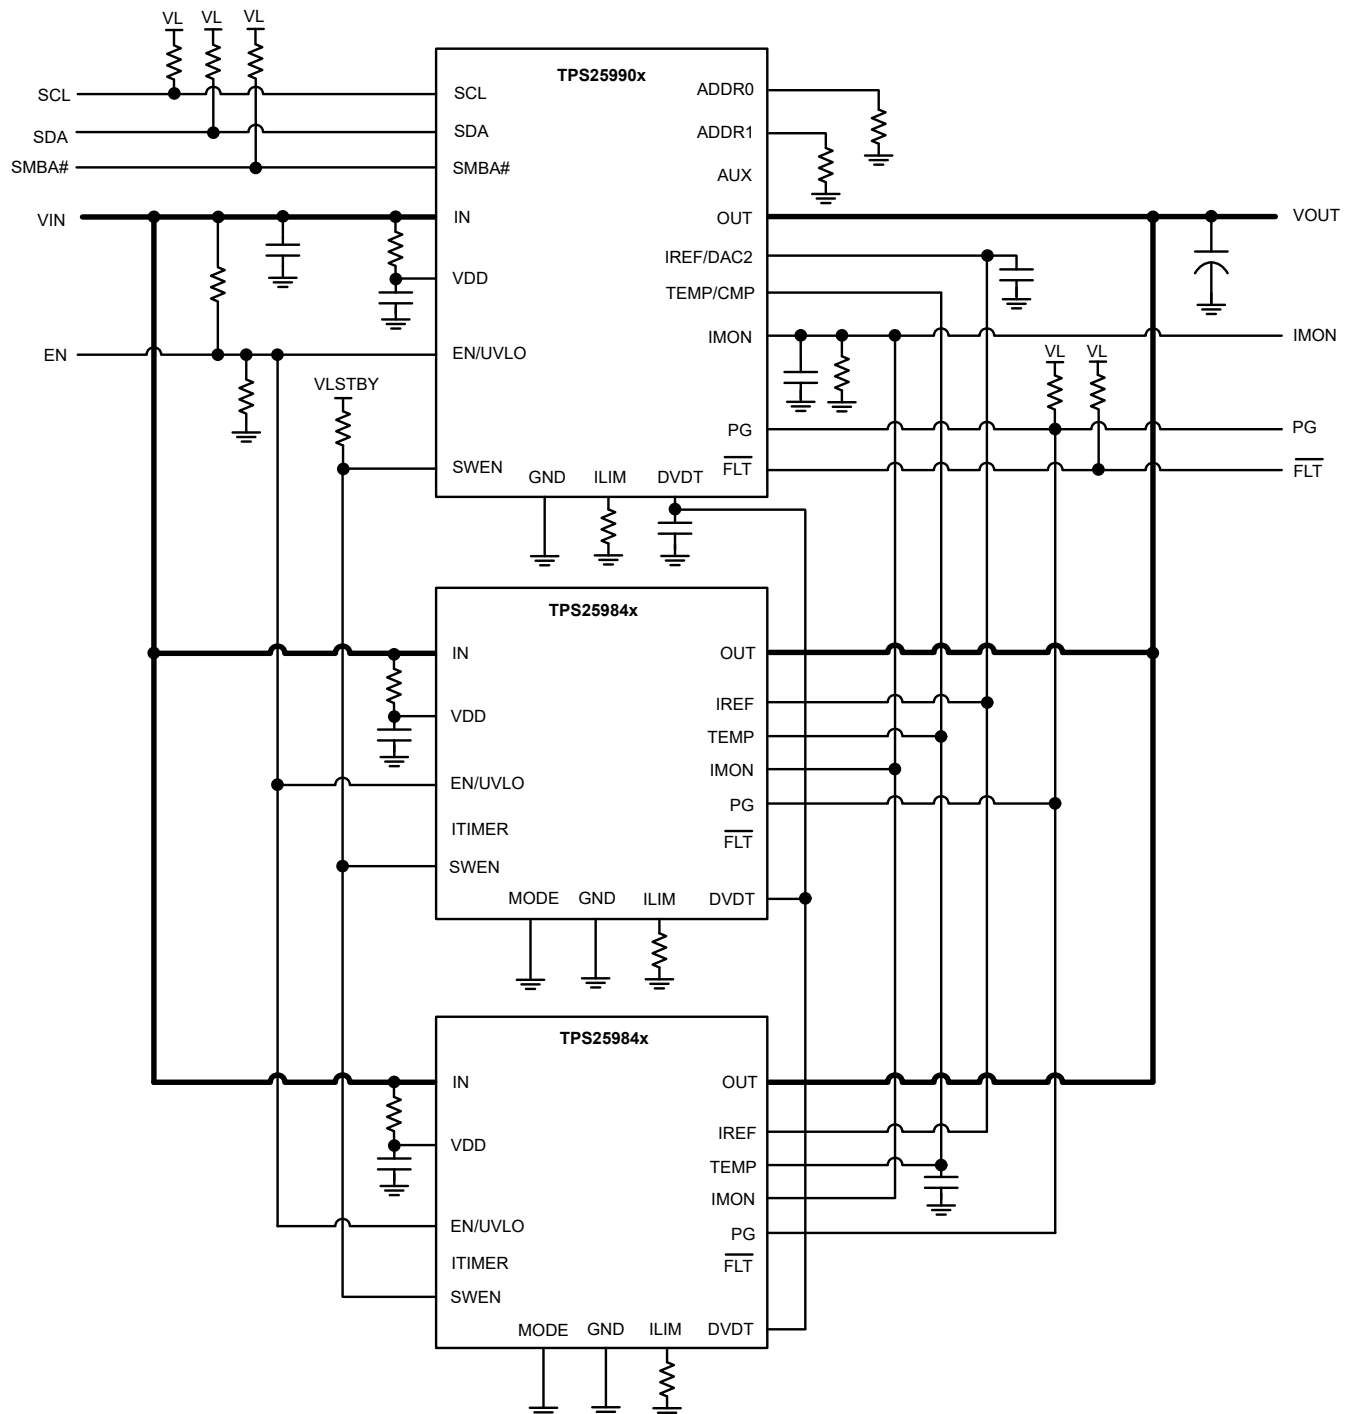 VL VL VL
TPS25990x
SCL
SDA
SMBA#
VIN
EN
SCL
SDA
SMBA#
IN
VDD
EN/UVLO
SWEN
VLSTBY
GND ILIM DVDT
ADDR0
ADDR1
AUX
OUT
IREF/DAC2
TEMP/CMP
IMON
PG
FLT
VL VL
VOUT
IMON
PG
FLT
TPS25984x
IN
VDD
EN/UVLO
ITIMER
SWEN
MODE GND ILIM DVDT
OUT
IREF
TEMP
IMON
PG
FLT
TPS25984x
IN
VDD
EN/UVLO
ITIMER
SWEN
MODE GND ILIM DVDT
OUT
IREF
TEMP
IMON
PG
FLT